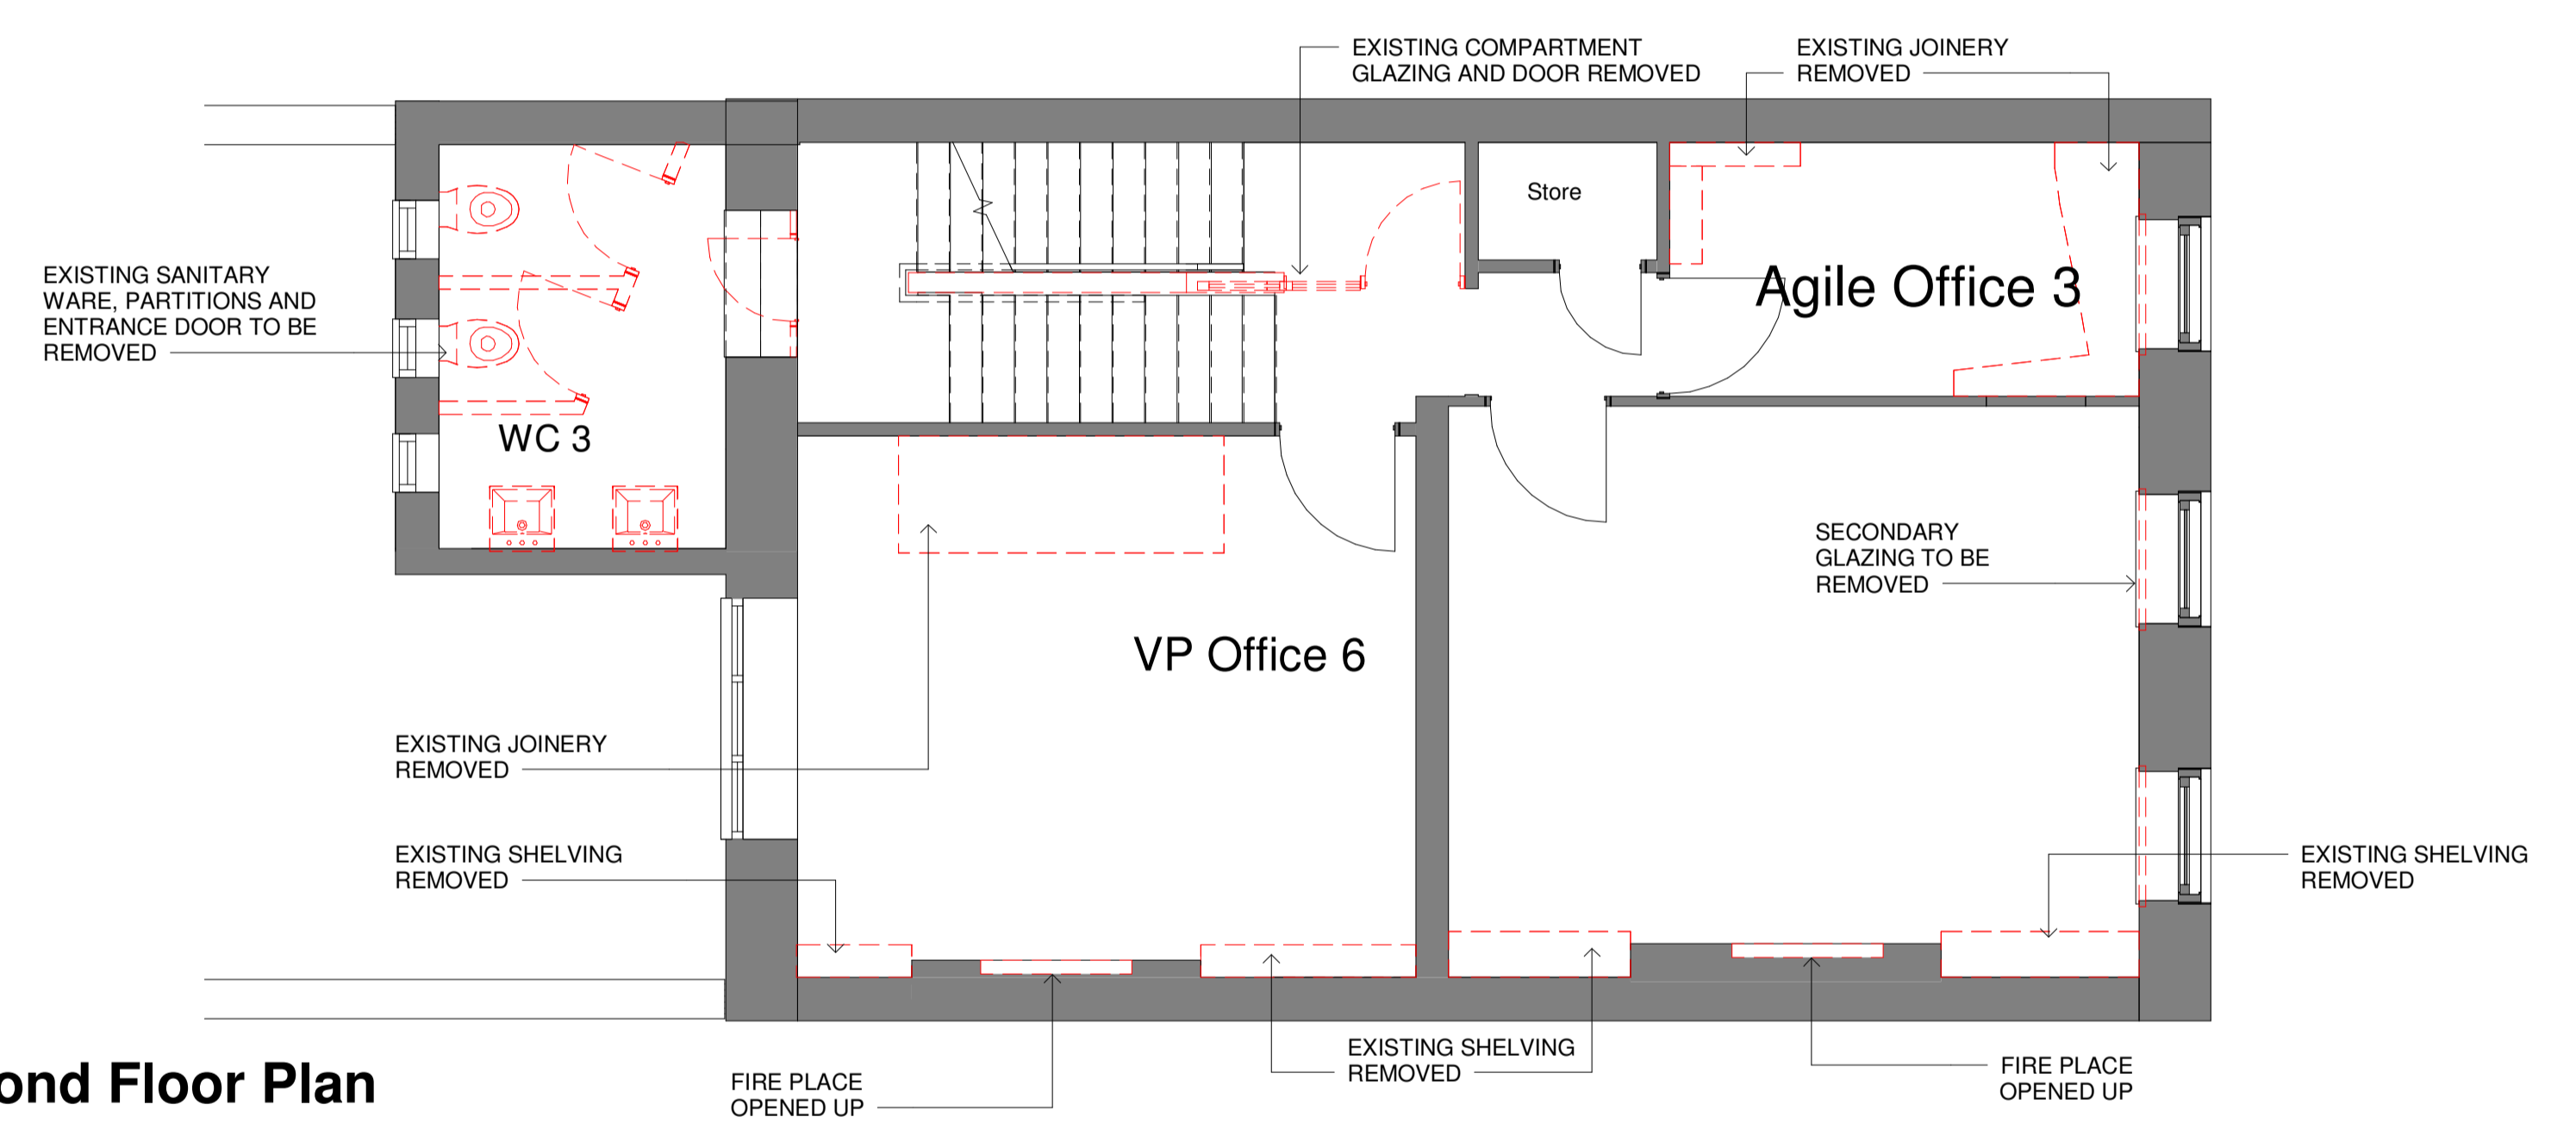 EXISTING COMPARTMENT
GLAZING AND DOOR REMOVED
EXISTING JOINERY
REMOVED
Store
EXISTING SANITARY
WARE, PARTITIONS AND
ENTRANCE DOOR TO BE
REMOVED
Agile Office 3
WC 3
SECONDARY
GLAZING TO BE
REMOVED
VP Office 6
EXISTING JOINERY
REMOVED
EXISTING SHELVING
REMOVED
EXISTING SHELVING
REMOVED
EXISTING SHELVING
REMOVED
FIRE PLACE
OPENED UP
FIRE PLACE
OPENED UP
ond Floor Plan